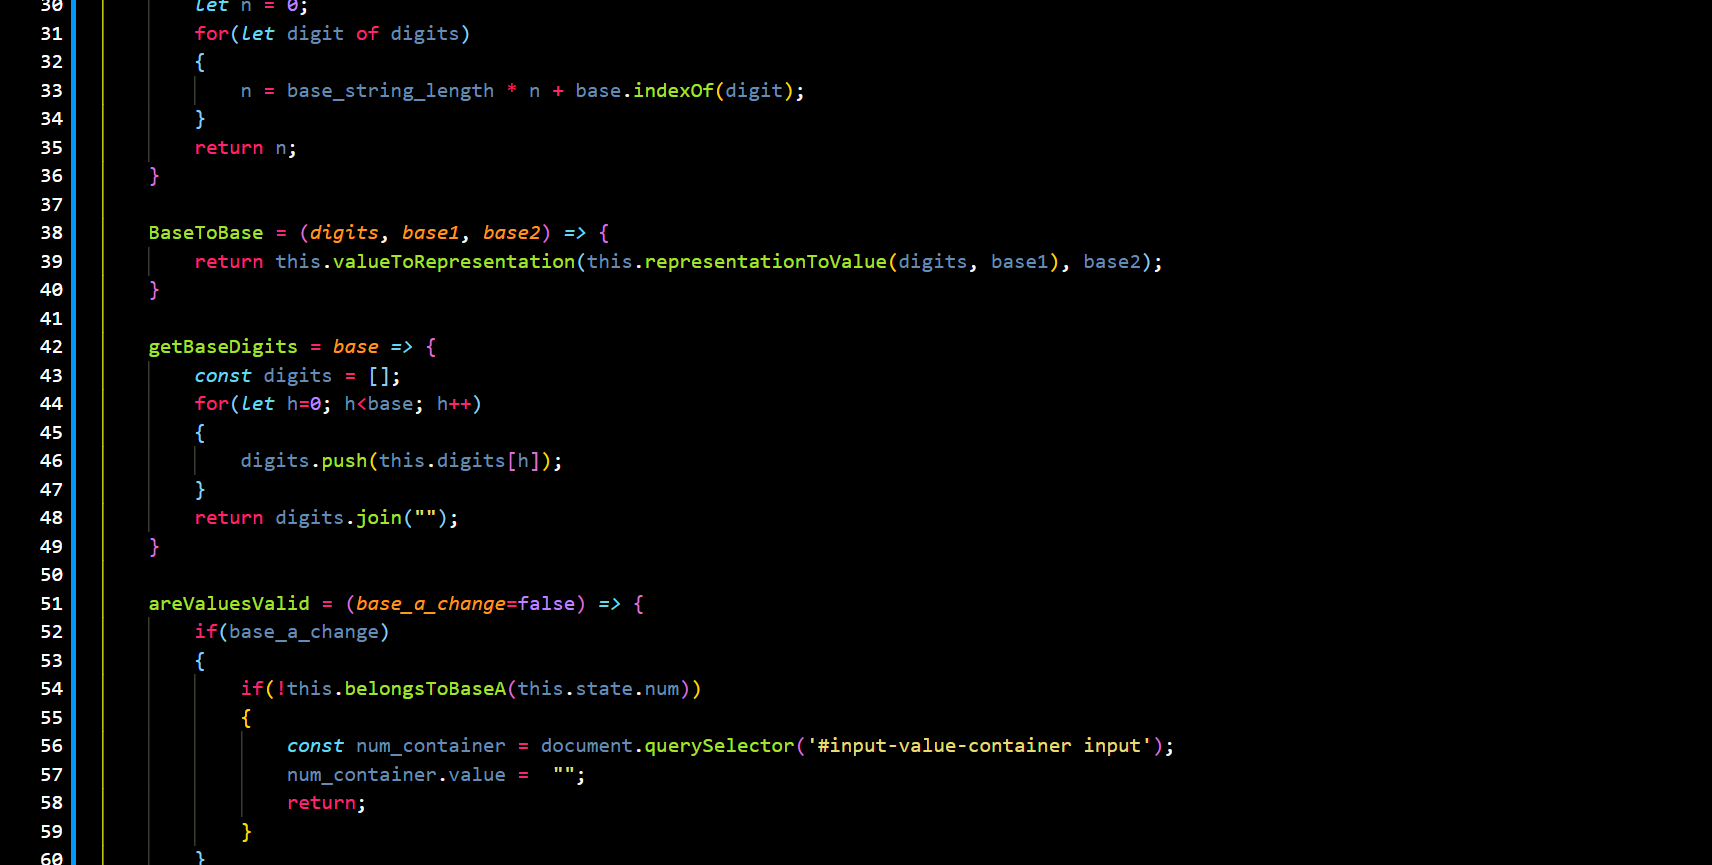 30 let n = 0;
31 for(let digit of digits)
32 {
33 n = base_string_length * n + base.indexOf(digit);
34 }
35 return n;
36 }
37
38 BaseToBase = (digits, base1, base2) => {
39 return this.valueToRepresentation(this.representationToValue(digits, base1), base2);
40 }
41
42 getBaseDigits = base => {
43 const digits = [];
44 for(let h=0; h<base; h++)
45 {
46 digits.push(this.digits[h]);
47 }
48 return digits.join("");
49 }
50
51 areValuesValid = (base_a_change=false) => {
52 if(base_a_change)
53 {
54 if(!this.belongsToBaseA(this.state.num))
55 {
56 const num_container = document.querySelector('#input-value-container input');
57 num_container.value =  "";
58 return;
59 }
60 }